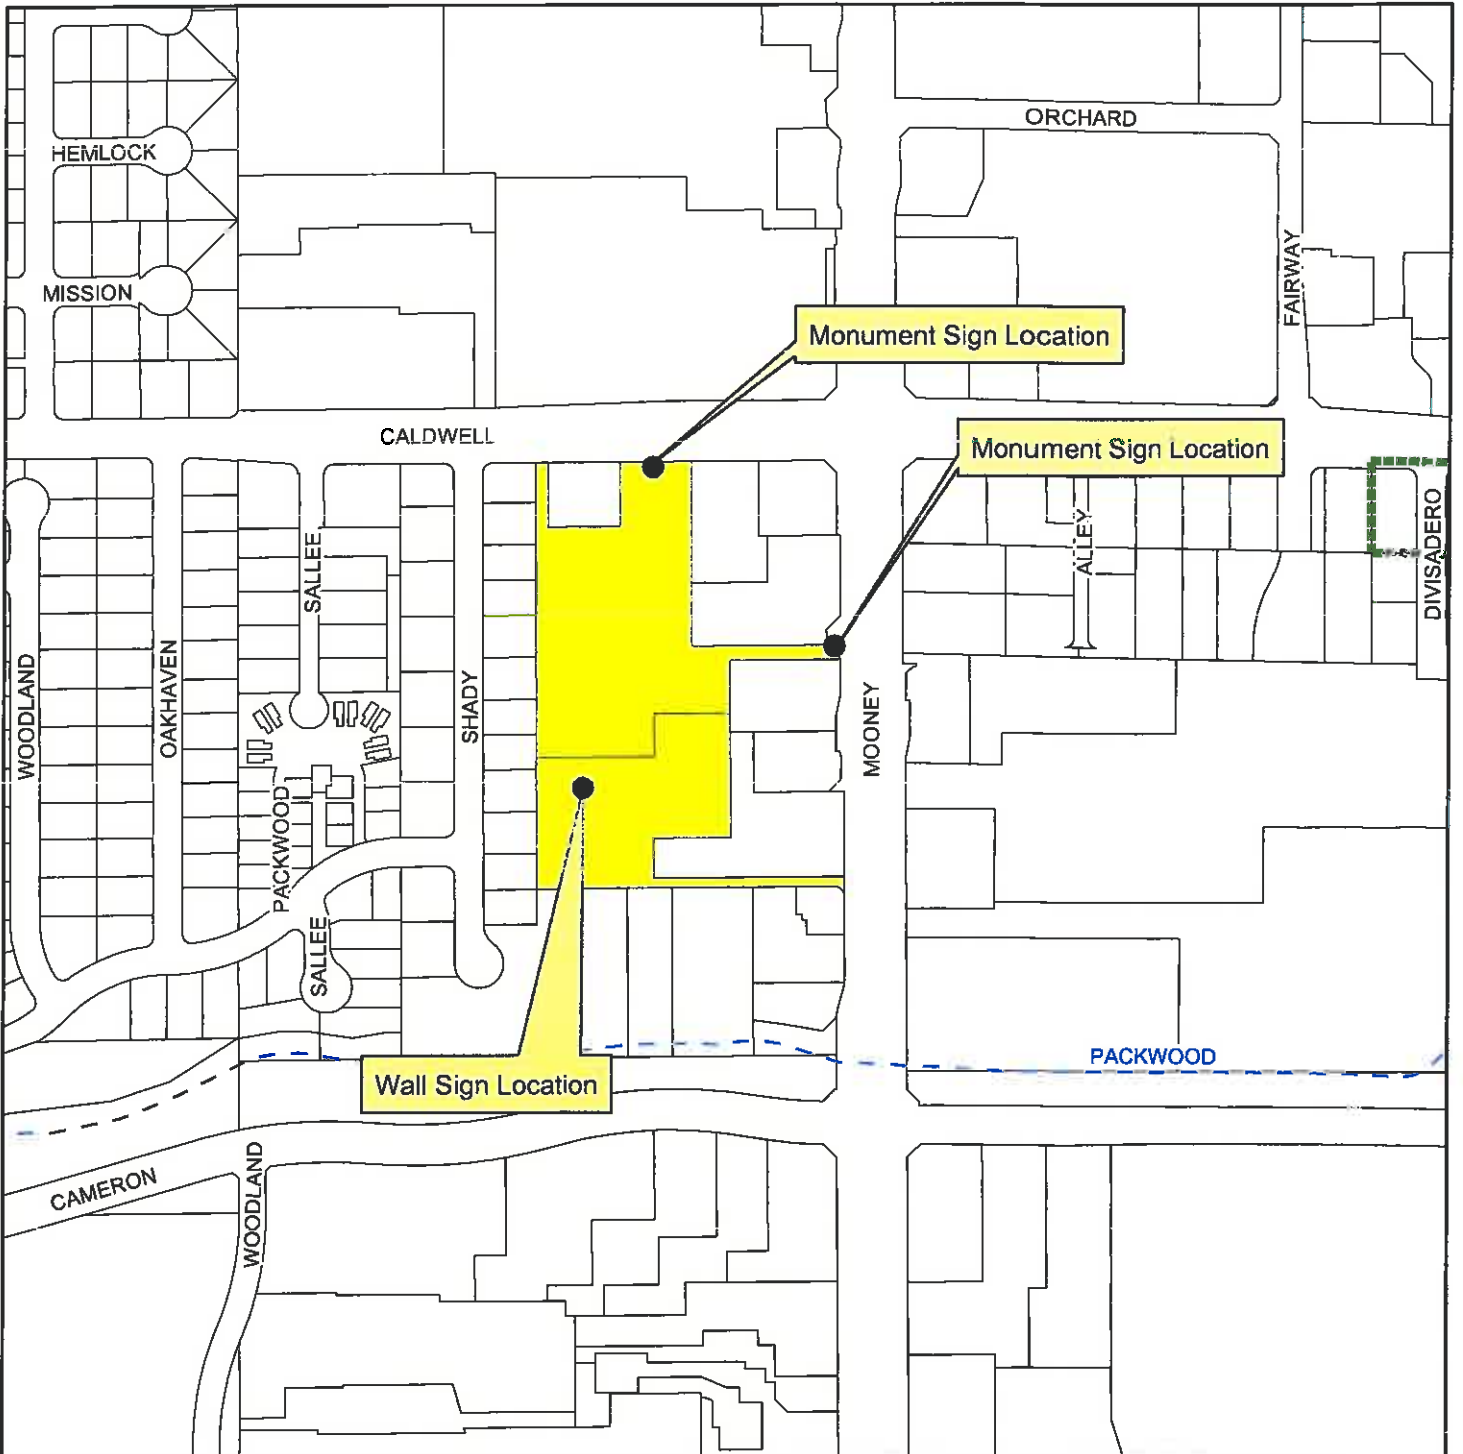 ORCHARD
HEMLOCK
FAIRWAY
MISSION
Monument Sign Location
CALDWELL
Monument Sign Location
SALLEE
ALLEY
DIVISADERO
WOODLAND
OAKHAVEN
SHADY
MOONEY
PACKWOOD
SALLEE
PACKWOOD
Wall Sign Location
CAMERON
WOODLAND